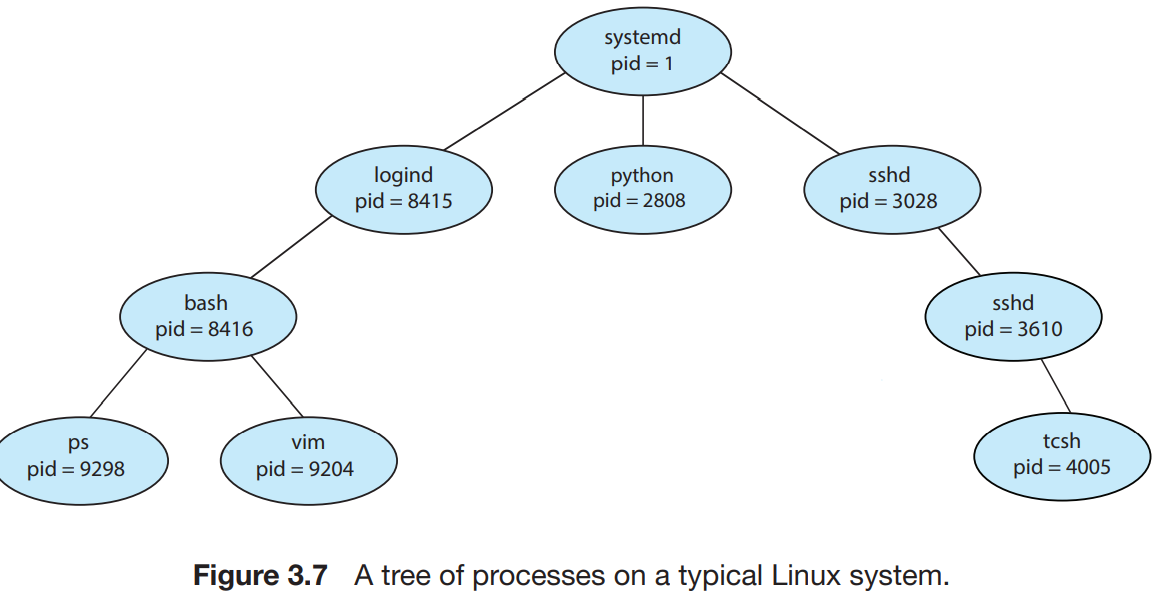 systemd
pid = 1
logind
pid = 8415
python
pid = 2808
sshd
pid = 3028
bash
pid = 8416
sshd
pid = 3610
ps
pid = 9298
vim
pid = 9204
tcsh
pid = 4005
Figure 3.7 A tree of processes on a typical Linux system.